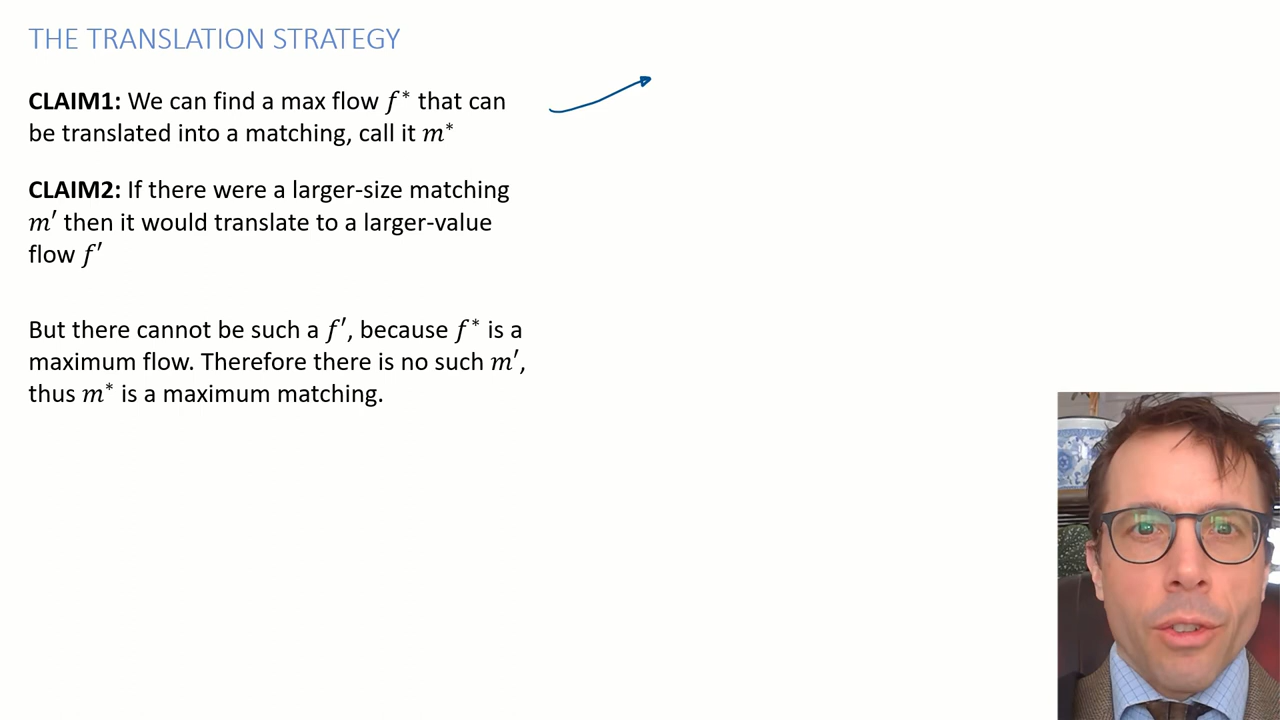 THE TRANSLATION STRATEGY
CLAIM1: We can find a max flow f* that can
be translated into a matching, call it m*
CLAIM2: If there were a larger-size matching
m′ then it would translate to a larger-value
flow f′
But there cannot be such a f′, because f* is a
maximum flow. Therefore there is no such m′,
thus m* is a maximum matching.